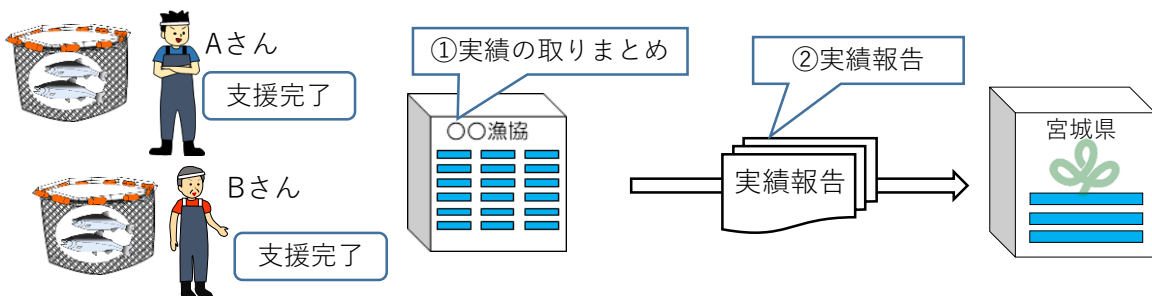 Aさん
支援完了
Bさん
支援完了
①実績の取りまとめ
〇〇漁協
②実績報告
実績報告
宮城県